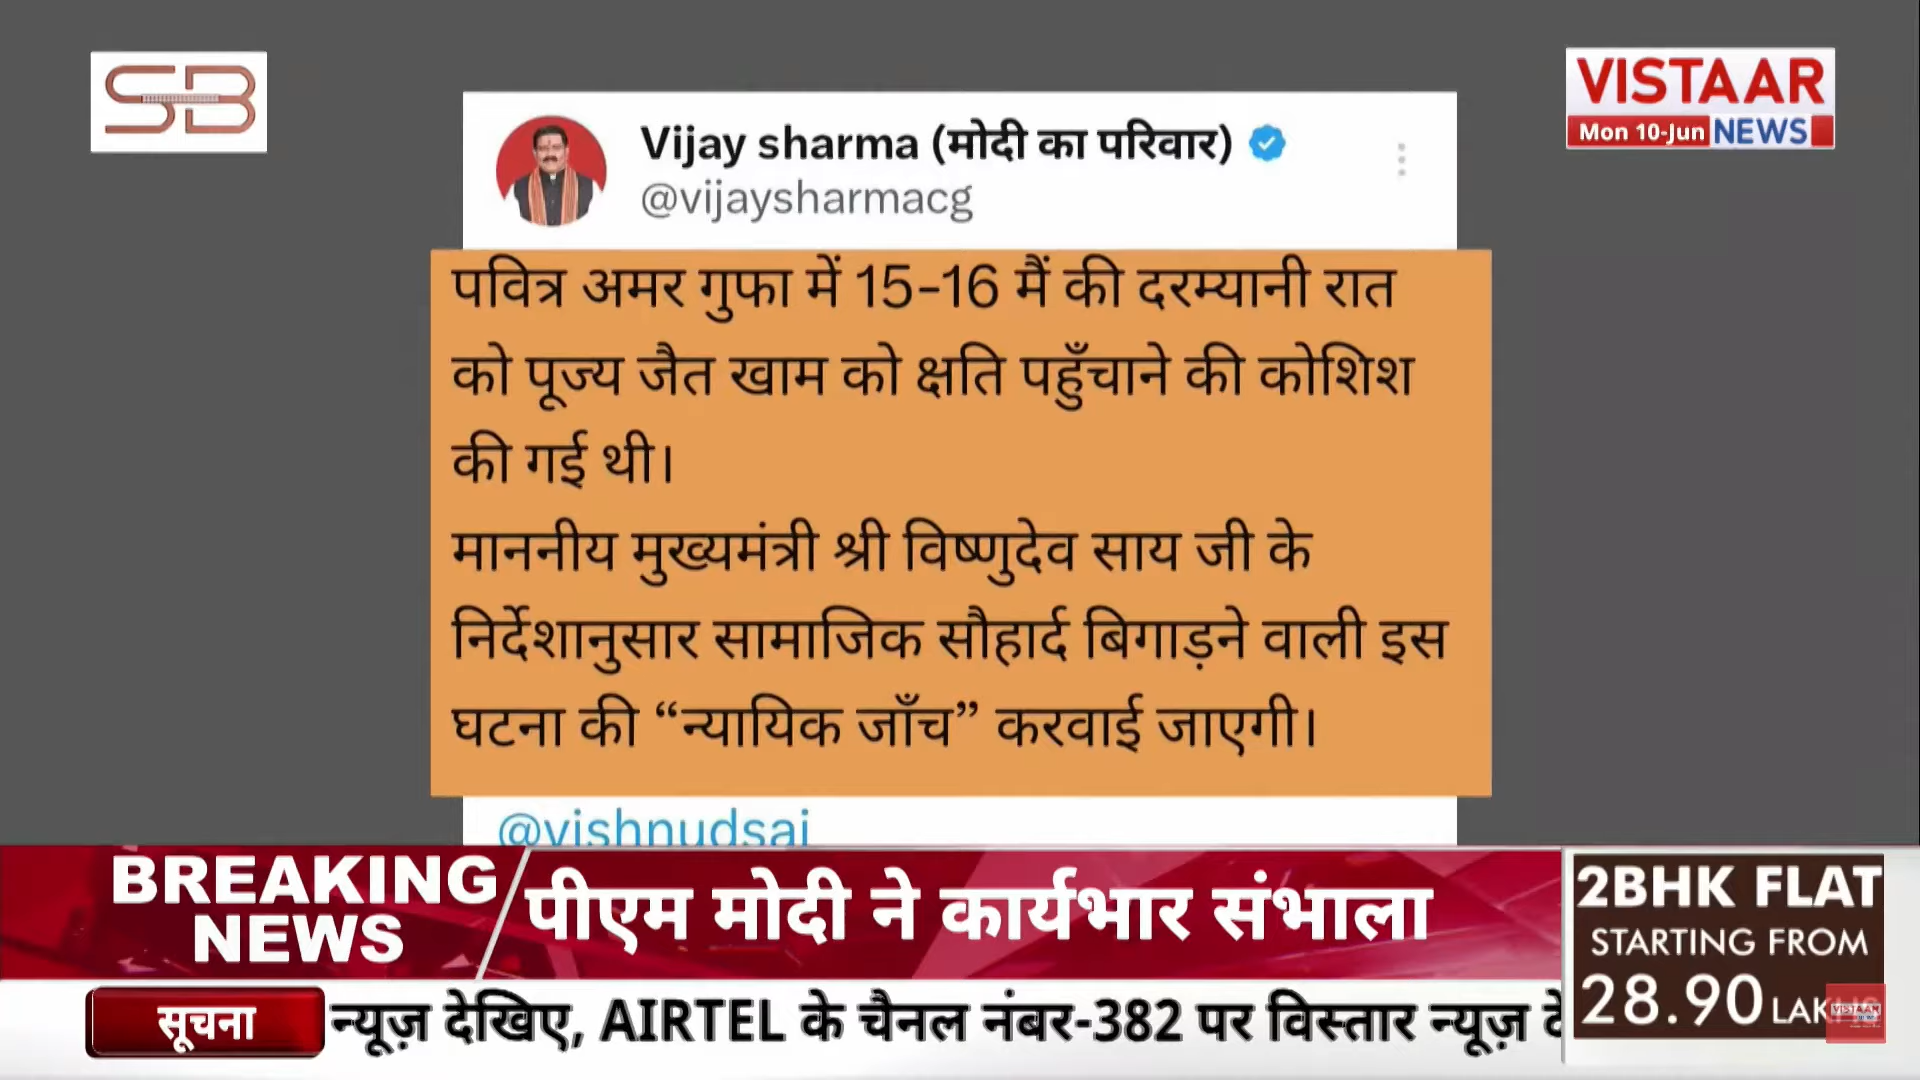 SB
VISTAAR
Mon 10-Jun NEWS
Vijay sharma (मोदी का परिवार)
@vijaysharmacg
पवित्र अमर गुफा में 15-16 मैं की दरम्यानी रात
को पूज्य जैत खाम को क्षति पहुँचाने की कोशिश
की गई थी।
माननीय मुख्यमंत्री श्री विष्णुदेव साय जी के
निर्देशानुसार सामाजिक सौहार्द बिगाड़ने वाली इस
घटना की “न्यायिक जाँच” करवाई जाएगी।
@vishnudsai
BREAKING
NEWS
पीएम मोदी ने कार्यभार संभाला
2BHK FLAT
STARTING FROM
28.90 LAKHS
सूचना
न्यूज़ देखिए, AIRTEL के चैनल नंबर-382 पर विस्तार न्यूज़
VISTAAR